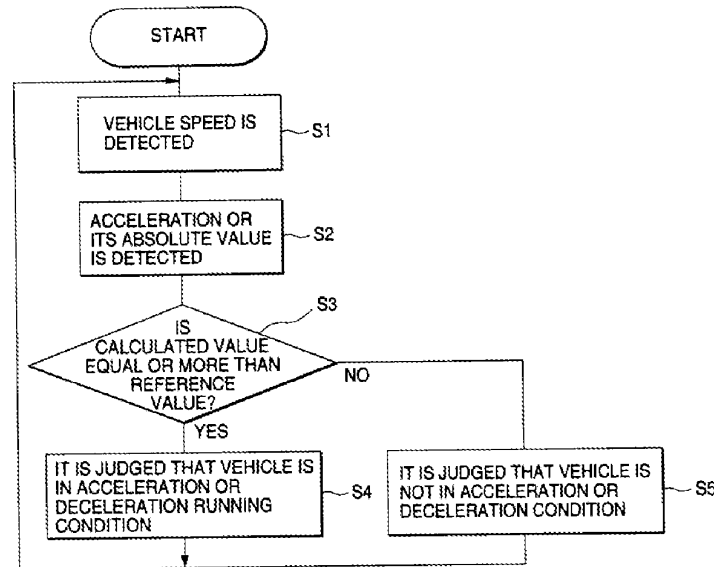 START
VEHICLE SPEED IS
DETECTED
S1
ACCELERATION OR
ITS ABSOLUTE VALUE
IS DETECTED
S2
S3
IS
CALCULATED VALUE
EQUAL OR MORE THAN
REFERENCE
VALUE?
NO
YES
IT IS JUDGED THAT VEHICLE IS
IN ACCELERATION OR
DECELERATION RUNNING
CONDITION
S4
IT IS JUDGED THAT VEHICLE IS
NOT IN ACCELERATION OR
DECELERATION CONDITION
S5